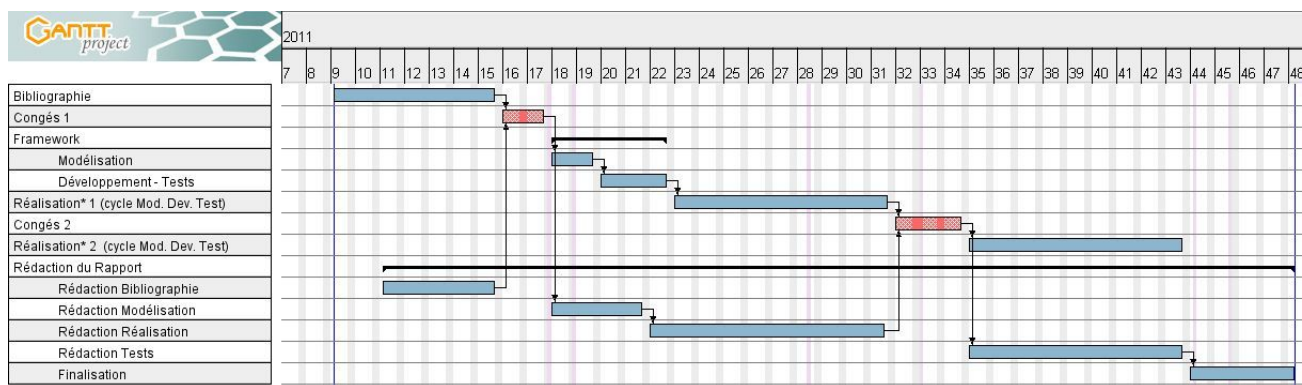 GANTT
project
2011
7 8 9 10 11 12 13 14 15 16 17 18 19 20 21 22 23 24 25 26 27 28 29 30 31 32 33 34 35 36 37 38 39 40 41 42 43 44 45 46 47 48
Bibliographie
Congés 1
Framework
Modélisation
Développement - Tests
Réalisation* 1 (cycle Mod. Dev. Test)
Congés 2
Réalisation* 2 (cycle Mod. Dev. Test)
Rédaction du Rapport
Rédaction Bibliographie
Rédaction Modélisation
Rédaction Réalisation
Rédaction Tests
Finalisation